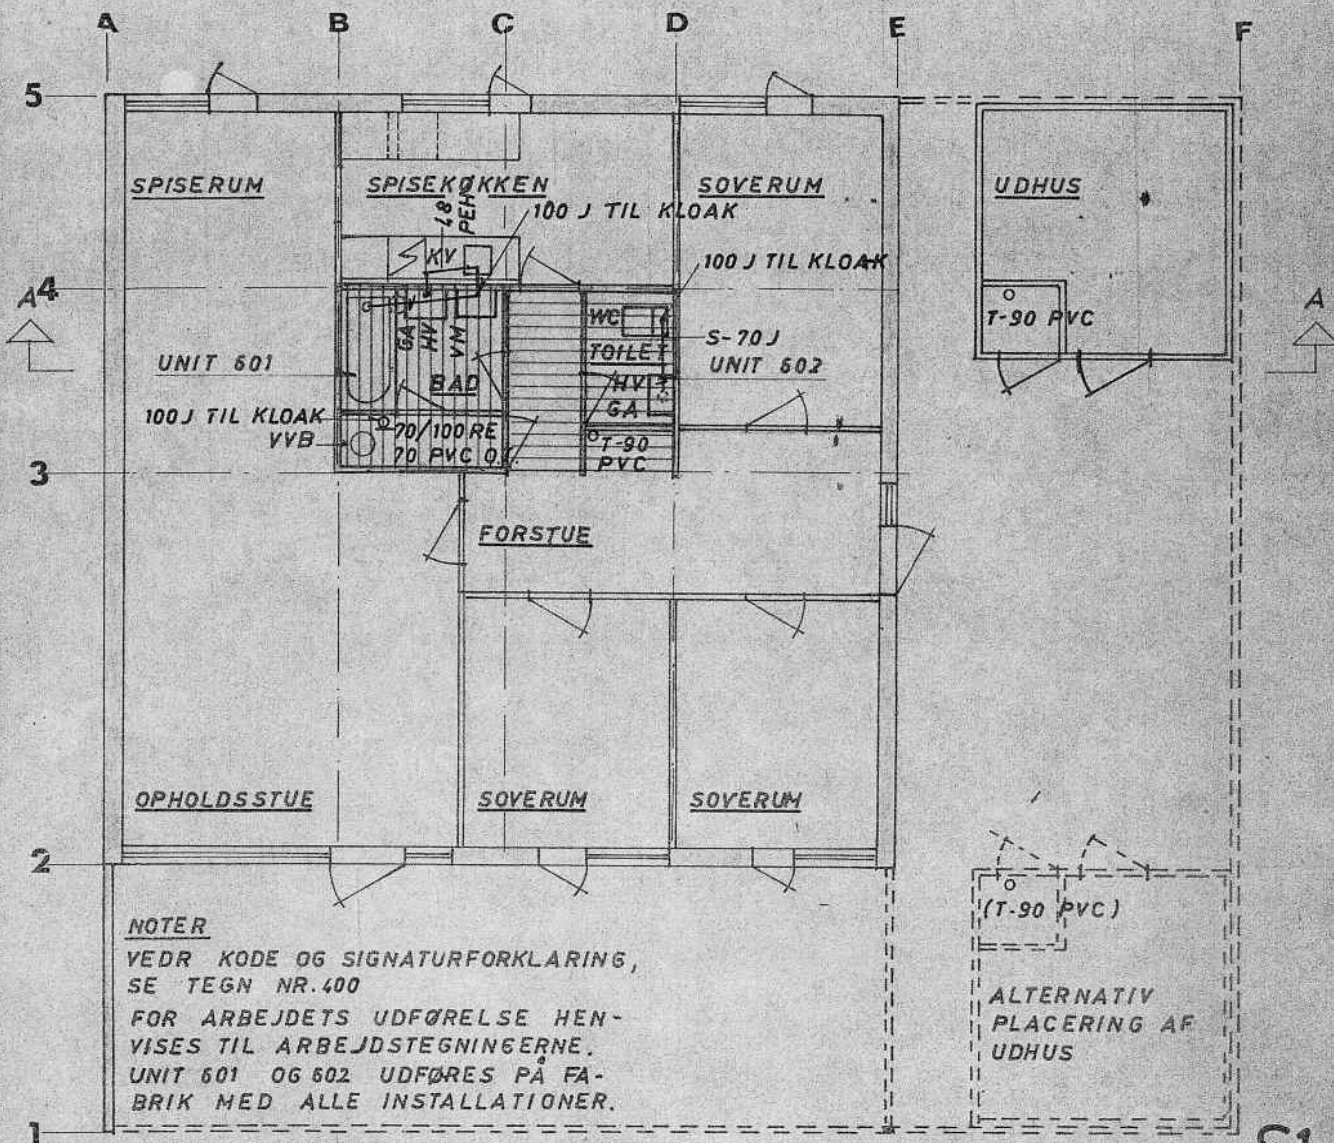 A B C D E F
5
SPISERUM
SPISEKØKKEN
SOVERUM
UDHUS
48 PEH
100 J TIL KLOAK
KV
100 J TIL KLOAK
A 4
A
T-90 PVC
WC
GA
HV
VM
S-70 J
TOILET
UNIT 601
UNIT 602
BAD
HV
GA
100 J TIL KLOAK
VVB
70/100 RE
70 PVC O.
T-90
PVC
3
FORSTUE
OPHOLDSSTUE
SOVERUM
SOVERUM
2
(T-90 PVC)
NOTER
VEDR KODE OG SIGNATURFORKLARING,
SE TEGN NR. 400
FOR ARBEJDETS UDFØRELSE HEN-
VISES TIL ARBEJDSTEGNINGERNE.
UNIT 601 OG 602 UDFØRES PÅ FA-
BRIK MED ALLE INSTALLATIONER.
ALTERNATIV
PLACERING AF
UDHUS
1